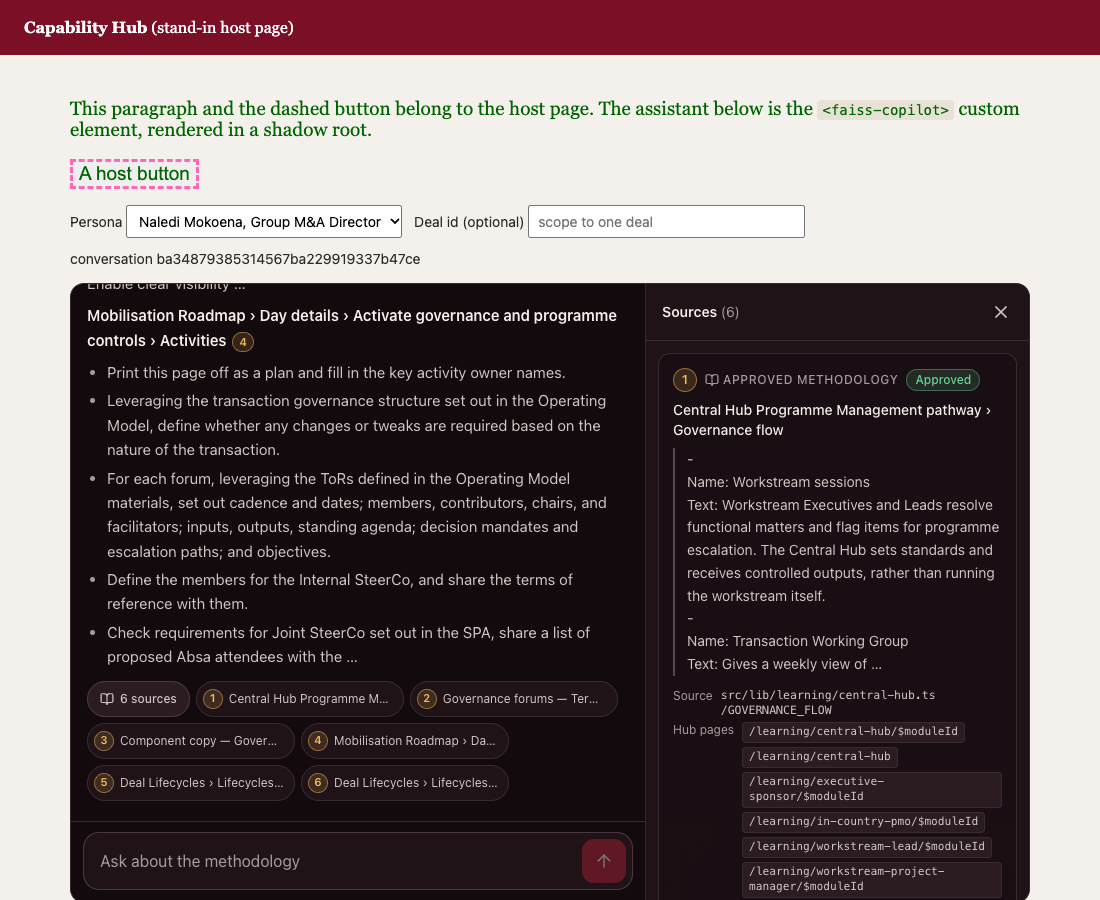 Capability Hub (stand-in host page)
This paragraph and the dashed button belong to the host page. The assistant below is the <faiss-copilot> custom
element, rendered in a shadow root.
A host button
Persona Naledi Mokoena, Group M&A Director Deal id (optional) scope to one deal
conversation ba34879385314567ba229919337b47ce
Enable clear visibility ...
Mobilisation Roadmap › Day details › Activate governance and programme
controls › Activities 4
• Print this page off as a plan and fill in the key activity owner names.
• Leveraging the transaction governance structure set out in the Operating
Model, define whether any changes or tweaks are required based on the
nature of the transaction.
• For each forum, leveraging the ToRs defined in the Operating Model
materials, set out cadence and dates; members, contributors, chairs, and
facilitators; inputs, outputs, standing agenda; decision mandates and
escalation paths; and objectives.
• Define the members for the Internal SteerCo, and share the terms of
reference with them.
• Check requirements for Joint SteerCo set out in the SPA, share a list of
proposed Absa attendees with the ...
6 sources 1 Central Hub Programme M... 2 Governance forums — Ter...
3 Component copy — Gover... 4 Mobilisation Roadmap › Da...
5 Deal Lifecycles › Lifecycles... 6 Deal Lifecycles › Lifecycles...
Ask about the methodology
Sources (6)
1 APPROVED METHODOLOGY Approved
Central Hub Programme Management pathway ›
Governance flow
-
Name: Workstream sessions
Text: Workstream Executives and Leads resolve
functional matters and flag items for programme
escalation. The Central Hub sets standards and
receives controlled outputs, rather than running
the workstream itself.
-
Name: Transaction Working Group
Text: Gives a weekly view of ...
Source src/lib/learning/central-hub.ts
/GOVERNANCE_FLOW
Hub pages /learning/central-hub/$moduleId
/learning/central-hub
/learning/executive-
sponsor/$moduleId
/learning/in-country-pmo/$moduleId
/learning/workstream-lead/$moduleId
/learning/workstream-project-
manager/$moduleId